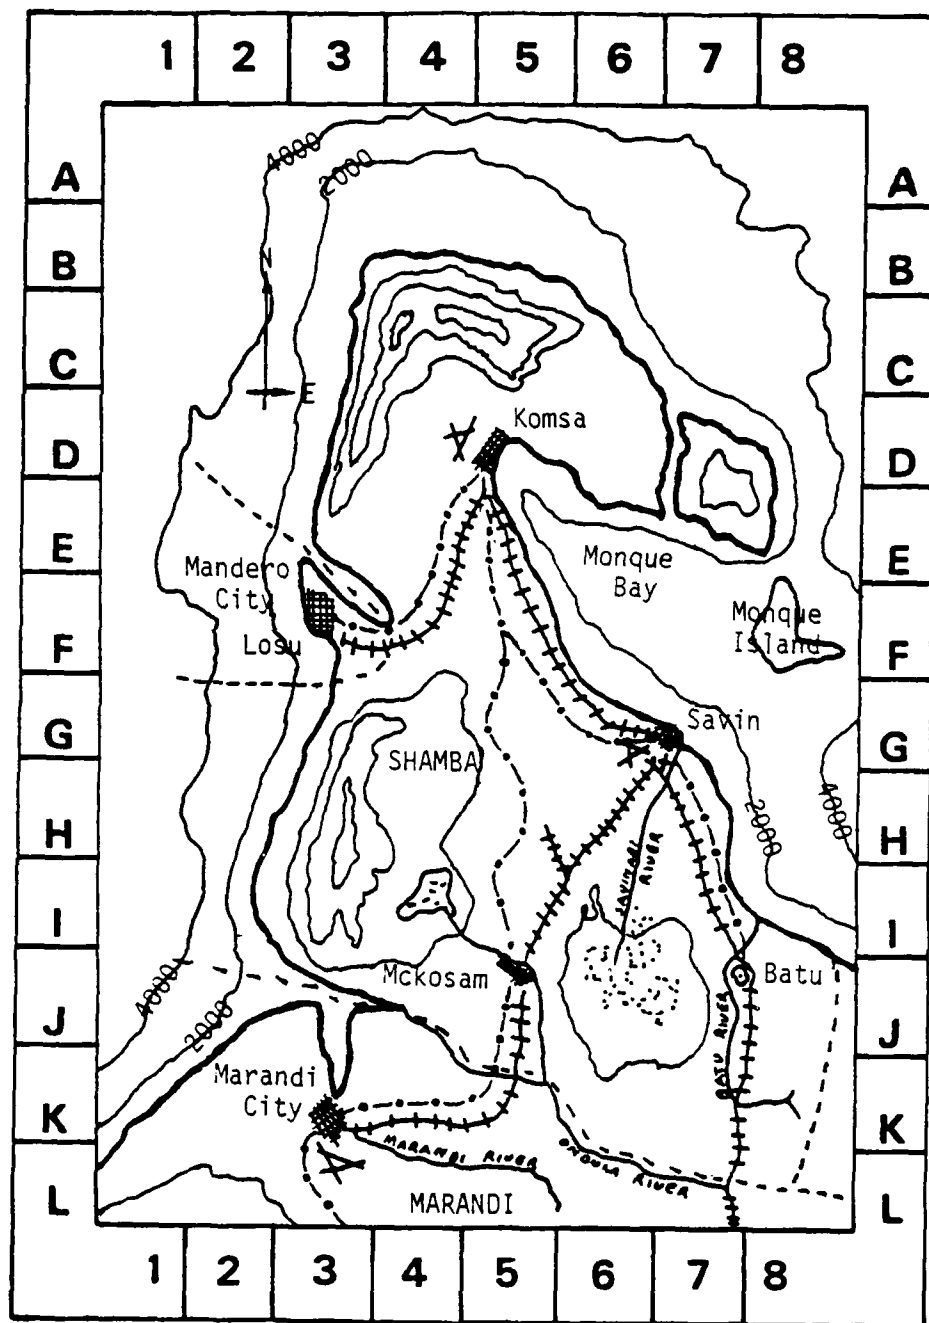 1 2 3 4 5 6 7 8
A A
4000
2000
B B
N
C C
E
Komsa
D D
E E
Mandero
City
Monque
Bay
Monque
Island
F F
Losu
Savin
G G
SHAMBA
2000
4000
H H
RIVER
I I
Mckosam
Batu
4000
2000
J J
BATU RIVER
Marandi
City
K K
MARANDI RIVER
RIVER
L L
MARANDI
1 2 3 4 5 6 7 8